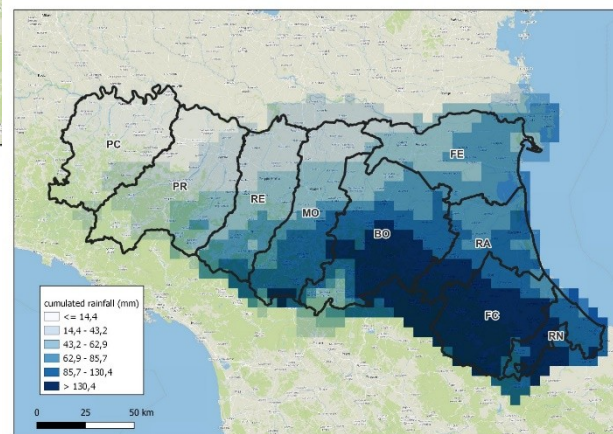 PC
PR
RE
MO
BO
FE
RA
FC
RN
cumulated rainfall (mm)
<= 14,4
14,4 - 43,2
43,2 - 62,9
62,9 - 85,7
85,7 - 130,4
> 130,4
0 25 50 km